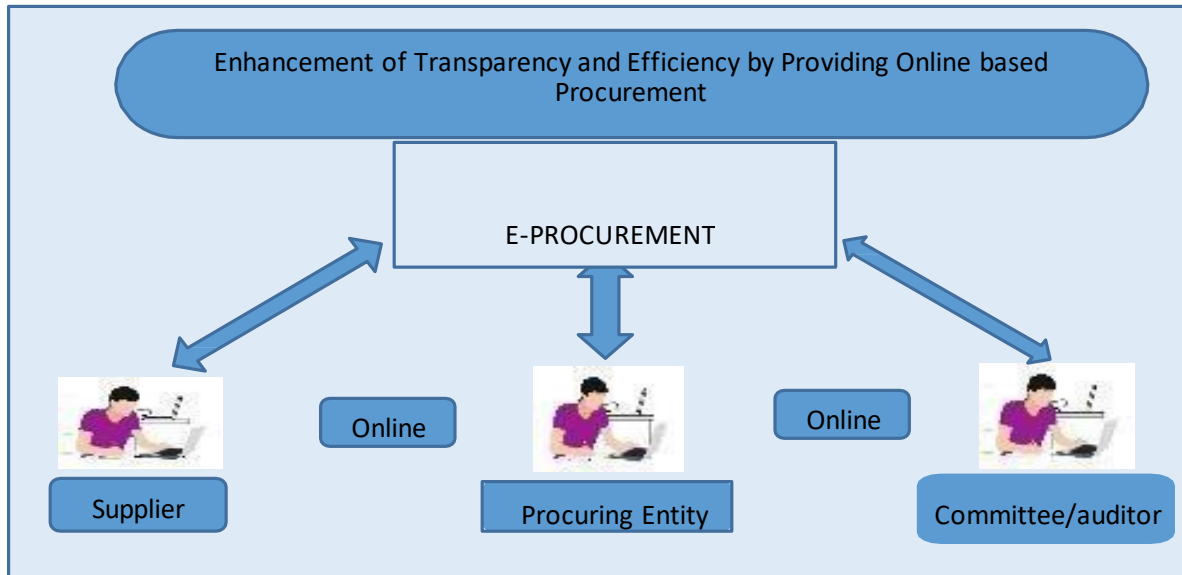 Enhancement of Transparency and Efficiency by Providing Online based
Procurement
E-PROCUREMENT
Online
Online
Supplier
Procuring Entity
Committee/auditor